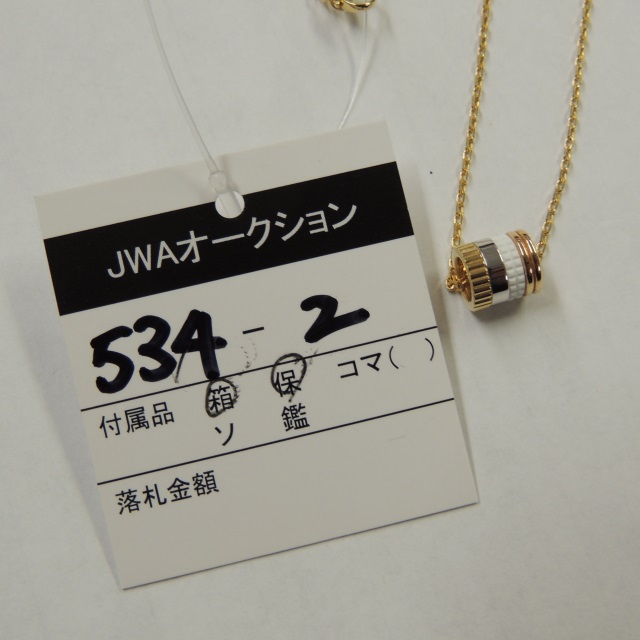 JWAオークション
534-2
付属品 箱 保 コマ( )
ソ 鑑
落札金額